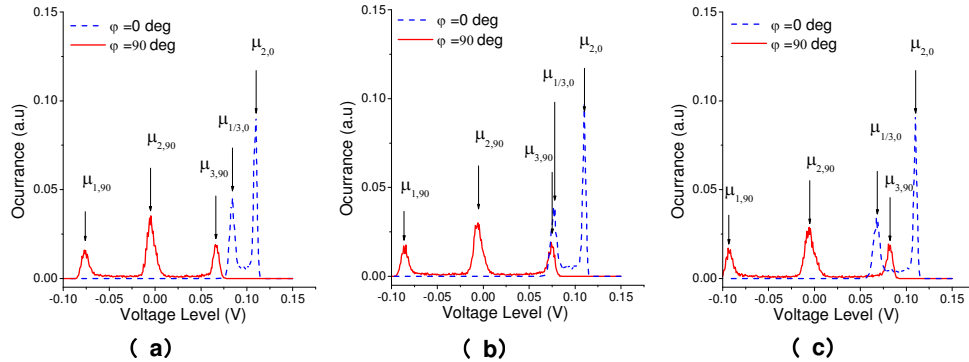 φ =0 deg
φ =90 deg
μ2,0
μ1/3,0
μ2,90
μ3,90
μ1,90
0.15
0.10
0.05
0.00
Ocurrance (a.u)
-0.10 -0.05 0.00 0.05 0.10 0.15
Voltage Level (V)
( a)
φ =0 deg
φ =90 deg
μ2,0
μ1/3,0
μ2,90
μ3,90
μ1,90
0.15
0.10
0.05
0.00
Ocurrance (a.u)
-0.10 -0.05 0.00 0.05 0.10 0.15
Voltage Level (V)
( b)
φ =0 deg
φ =90 deg
μ2,0
μ1/3,0
μ2,90
μ3,90
μ1,90
0.15
0.10
0.05
0.00
Ocurrance (a.u)
-0.10 -0.05 0.00 0.05 0.10 0.15
Voltage Level (V)
( c)